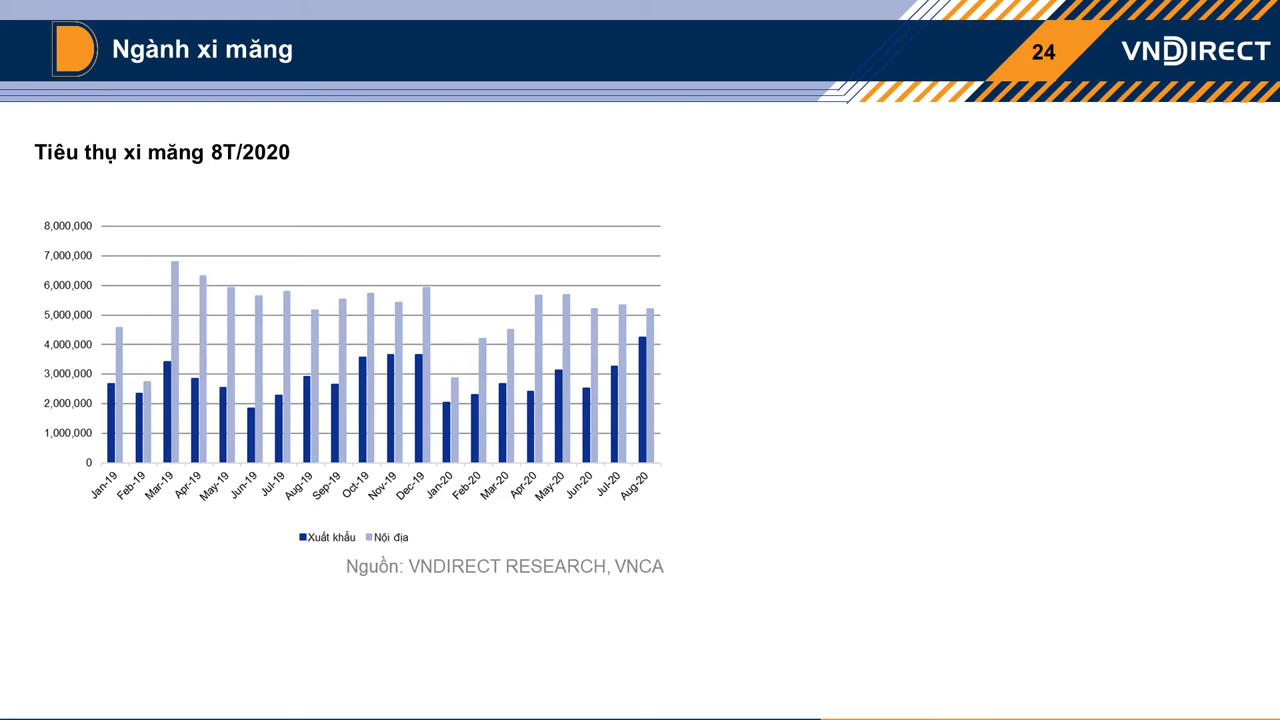 Ngành xi măng
24
VNDIRECT
Tiêu thụ xi măng 8T/2020
8,000,000
7,000,000
6,000,000
5,000,000
4,000,000
3,000,000
2,000,000
1,000,000
0
Jan-19 Feb-19 Mar-19 Apr-19 May-19 Jun-19 Jul-19 Aug-19 Sep-19 Oct-19 Nov-19 Dec-19 Jan-20 Feb-20 Mar-20 Apr-20 May-20 Jun-20 Jul-20 Aug-20
Xuất khẩu Nội địa
Nguồn: VNDIRECT RESEARCH, VNCA